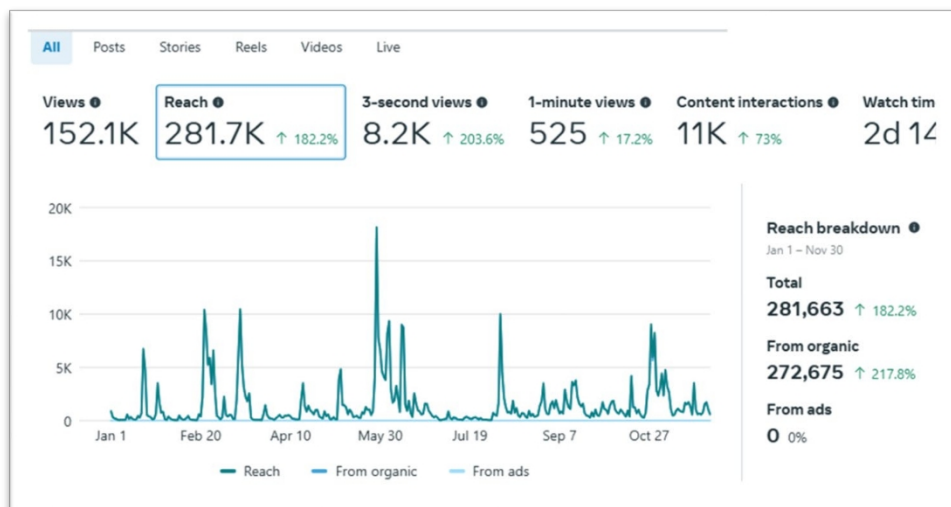 All Posts Stories Reels Videos Live
Views Reach 3-second views 1-minute views Content interactions Watch tim
152.1K 281.7K ↑ 182.2% 8.2K ↑ 203.6% 525 ↑ 17.2% 11K ↑ 73% 2d 14
20K
15K
10K
5K
0
Jan 1 Feb 20 Apr 10 May 30 Jul 19 Sep 7 Oct 27
Reach From organic From ads
Reach breakdown
Jan 1 – Nov 30
Total
281,663 ↑ 182.2%
From organic
272,675 ↑ 217.8%
From ads
0 0%